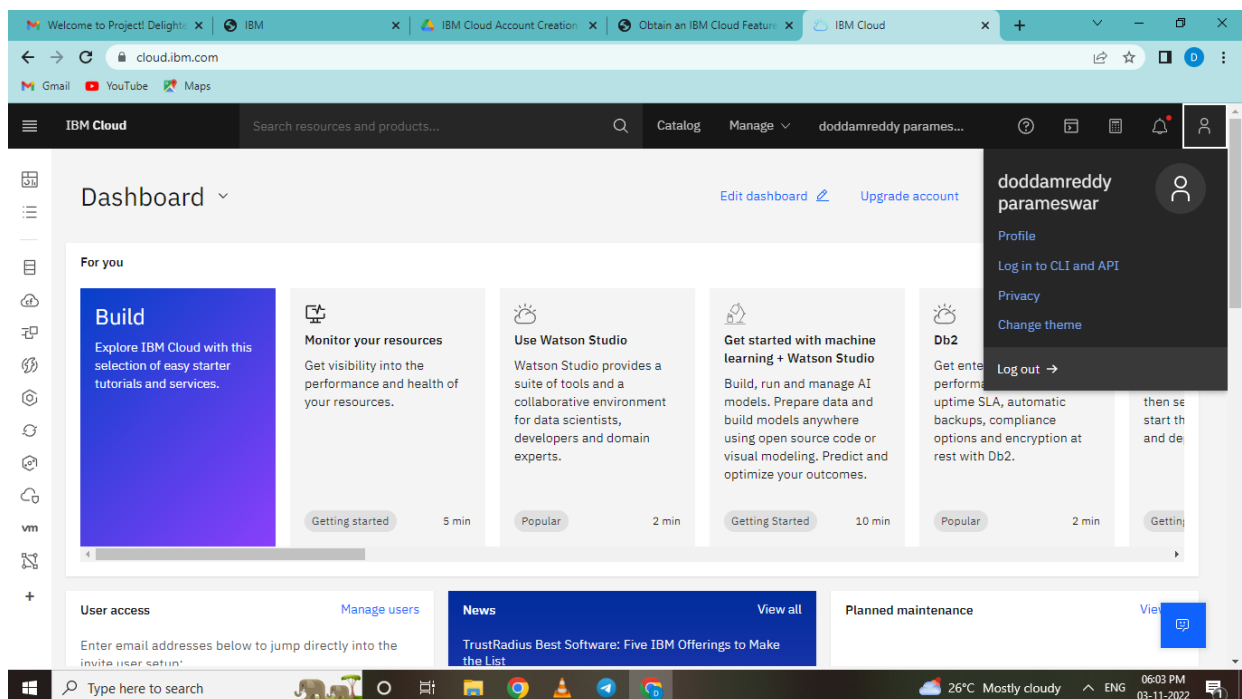 Welcome to Project! Delighte
IBM
IBM Cloud Account Creation
Obtain an IBM Cloud Feature
IBM Cloud
cloud.ibm.com
D
Gmail
YouTube
Maps
IBM Cloud
Search resources and products...
Catalog
Manage
doddamreddy parames...
Dashboard
Edit dashboard
Upgrade account
doddamreddy
parameswar
Profile
Log in to CLI and API
Privacy
Change theme
Log out →
For you
Build
Explore IBM Cloud with this
selection of easy starter
tutorials and services.
Monitor your resources
Get visibility into the
performance and health of
your resources.
Getting started
5 min
Use Watson Studio
Watson Studio provides a
suite of tools and a
collaborative environment
for data scientists,
developers and domain
experts.
Popular
2 min
Get started with machine
learning + Watson Studio
Build, run and manage AI
models. Prepare data and
build models anywhere
using open source code or
visual modeling. Predict and
optimize your outcomes.
Getting Started
10 min
Db2
Get ente
performa
uptime SLA, automatic
backups, compliance
options and encryption at
rest with Db2.
Popular
2 min
then se
start th
and de
Getting
vm
User access
Manage users
Enter email addresses below to jump directly into the
invite user setup:
News
View all
TrustRadius Best Software: Five IBM Offerings to Make
the List
Planned maintenance
View
Type here to search
26°C Mostly cloudy
ENG
06:03 PM
03-11-2022